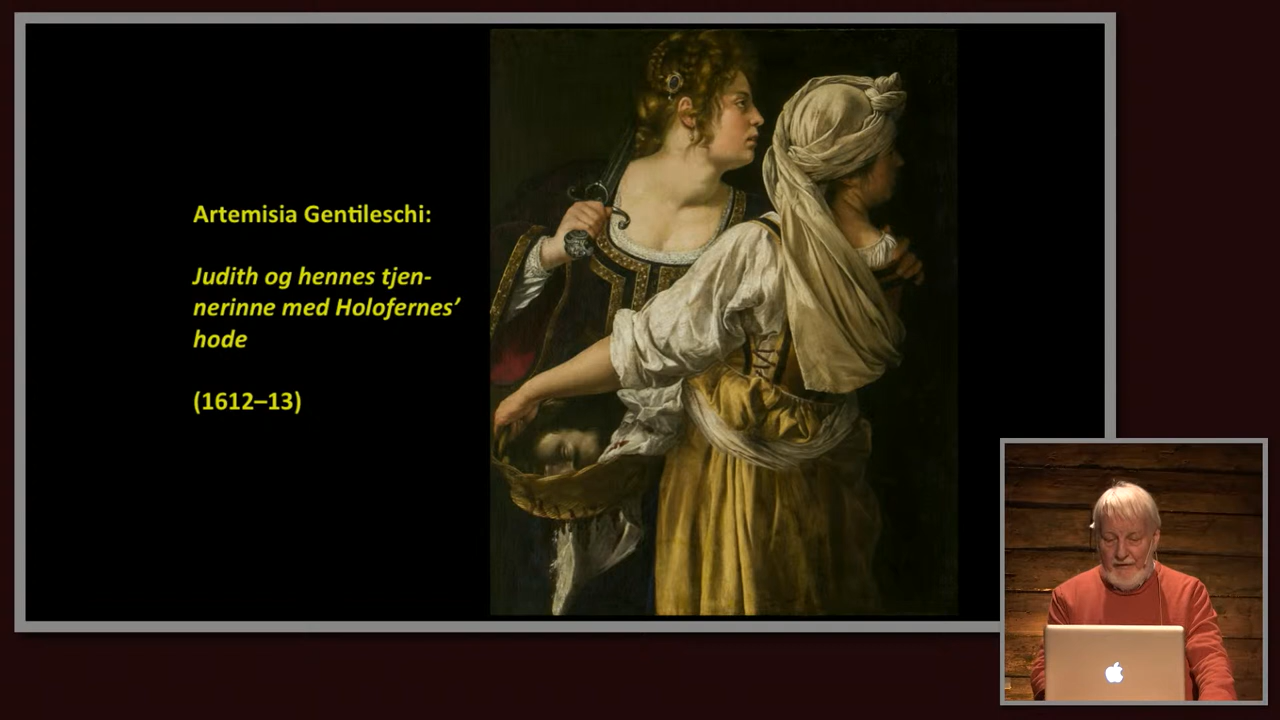 Artemisia Gentileschi:
Judith og hennes tjen-
nerinne med Holofernes’
hode
(1612–13)